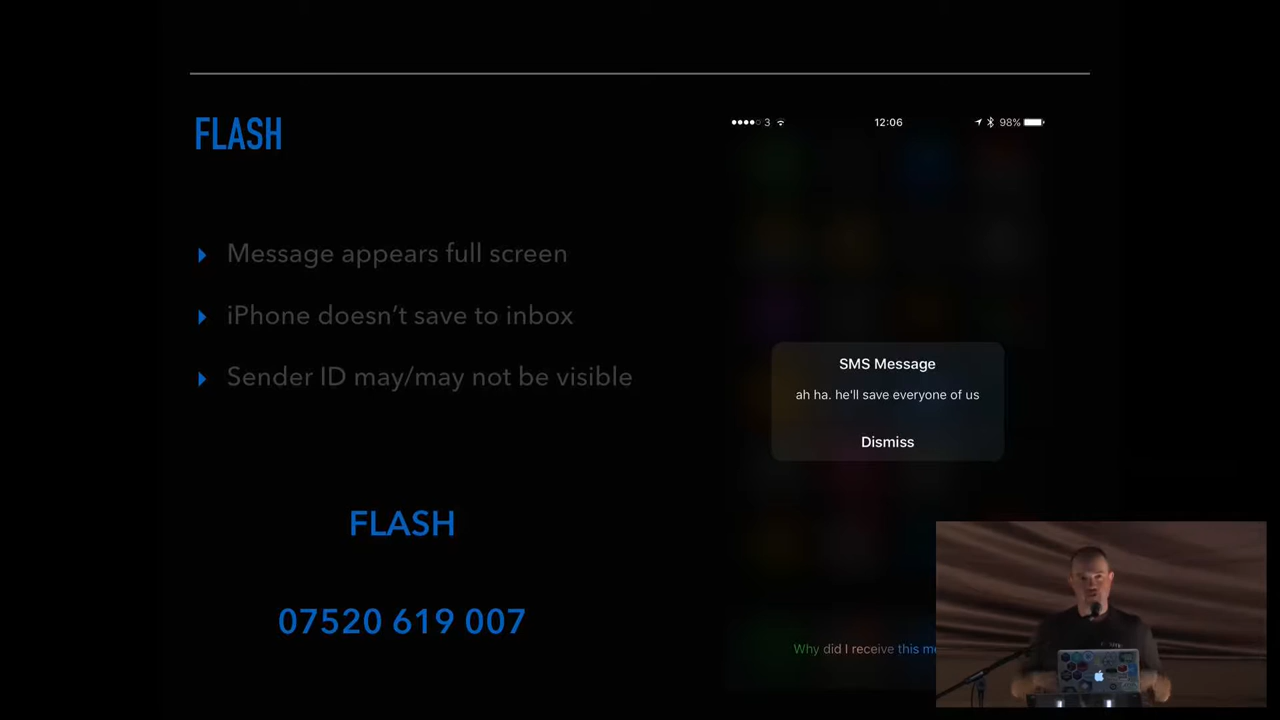 FLASH
Message appears full screen
iPhone doesn't save to inbox
Sender ID may/may not be visible
FLASH
07520 619 007
3 12:06 98%
SMS Message
ah ha. he'll save everyone of us
Dismiss
Why did I receive this me